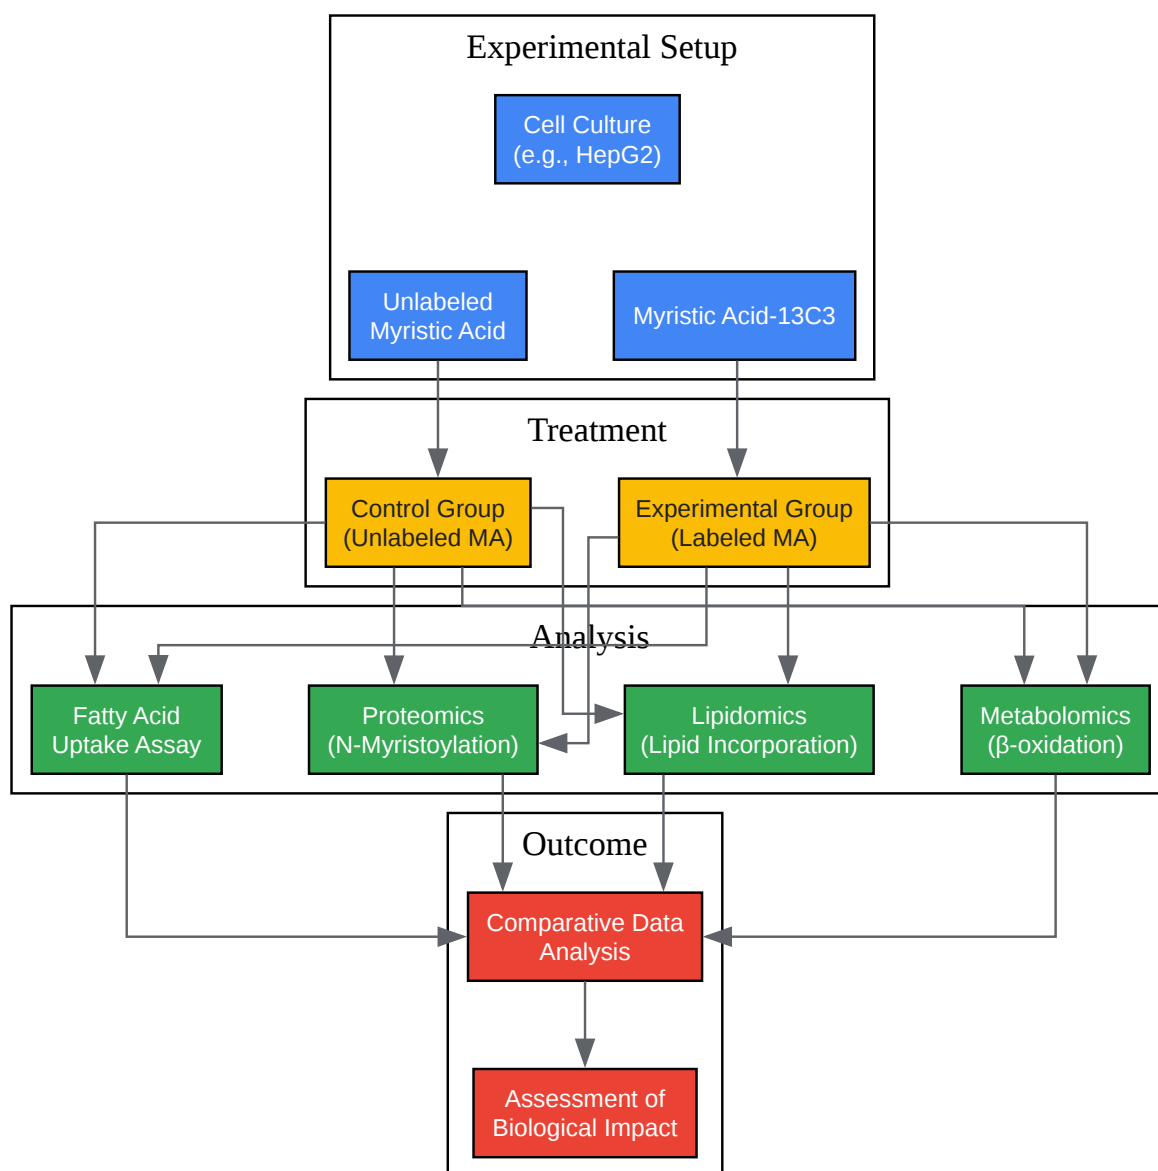 Experimental Setup
Cell Culture
(e.g., HepG2)
Unlabeled
Myristic Acid
Myristic Acid-13C3
Treatment
Control Group
(Unlabeled MA)
Experimental Group
(Labeled MA)
Analysis
Fatty Acid
Uptake Assay
Proteomics
(N-Myristoylation)
Lipidomics
(Lipid Incorporation)
Metabolomics
(β-oxidation)
Outcome
Comparative Data
Analysis
Assessment of
Biological Impact